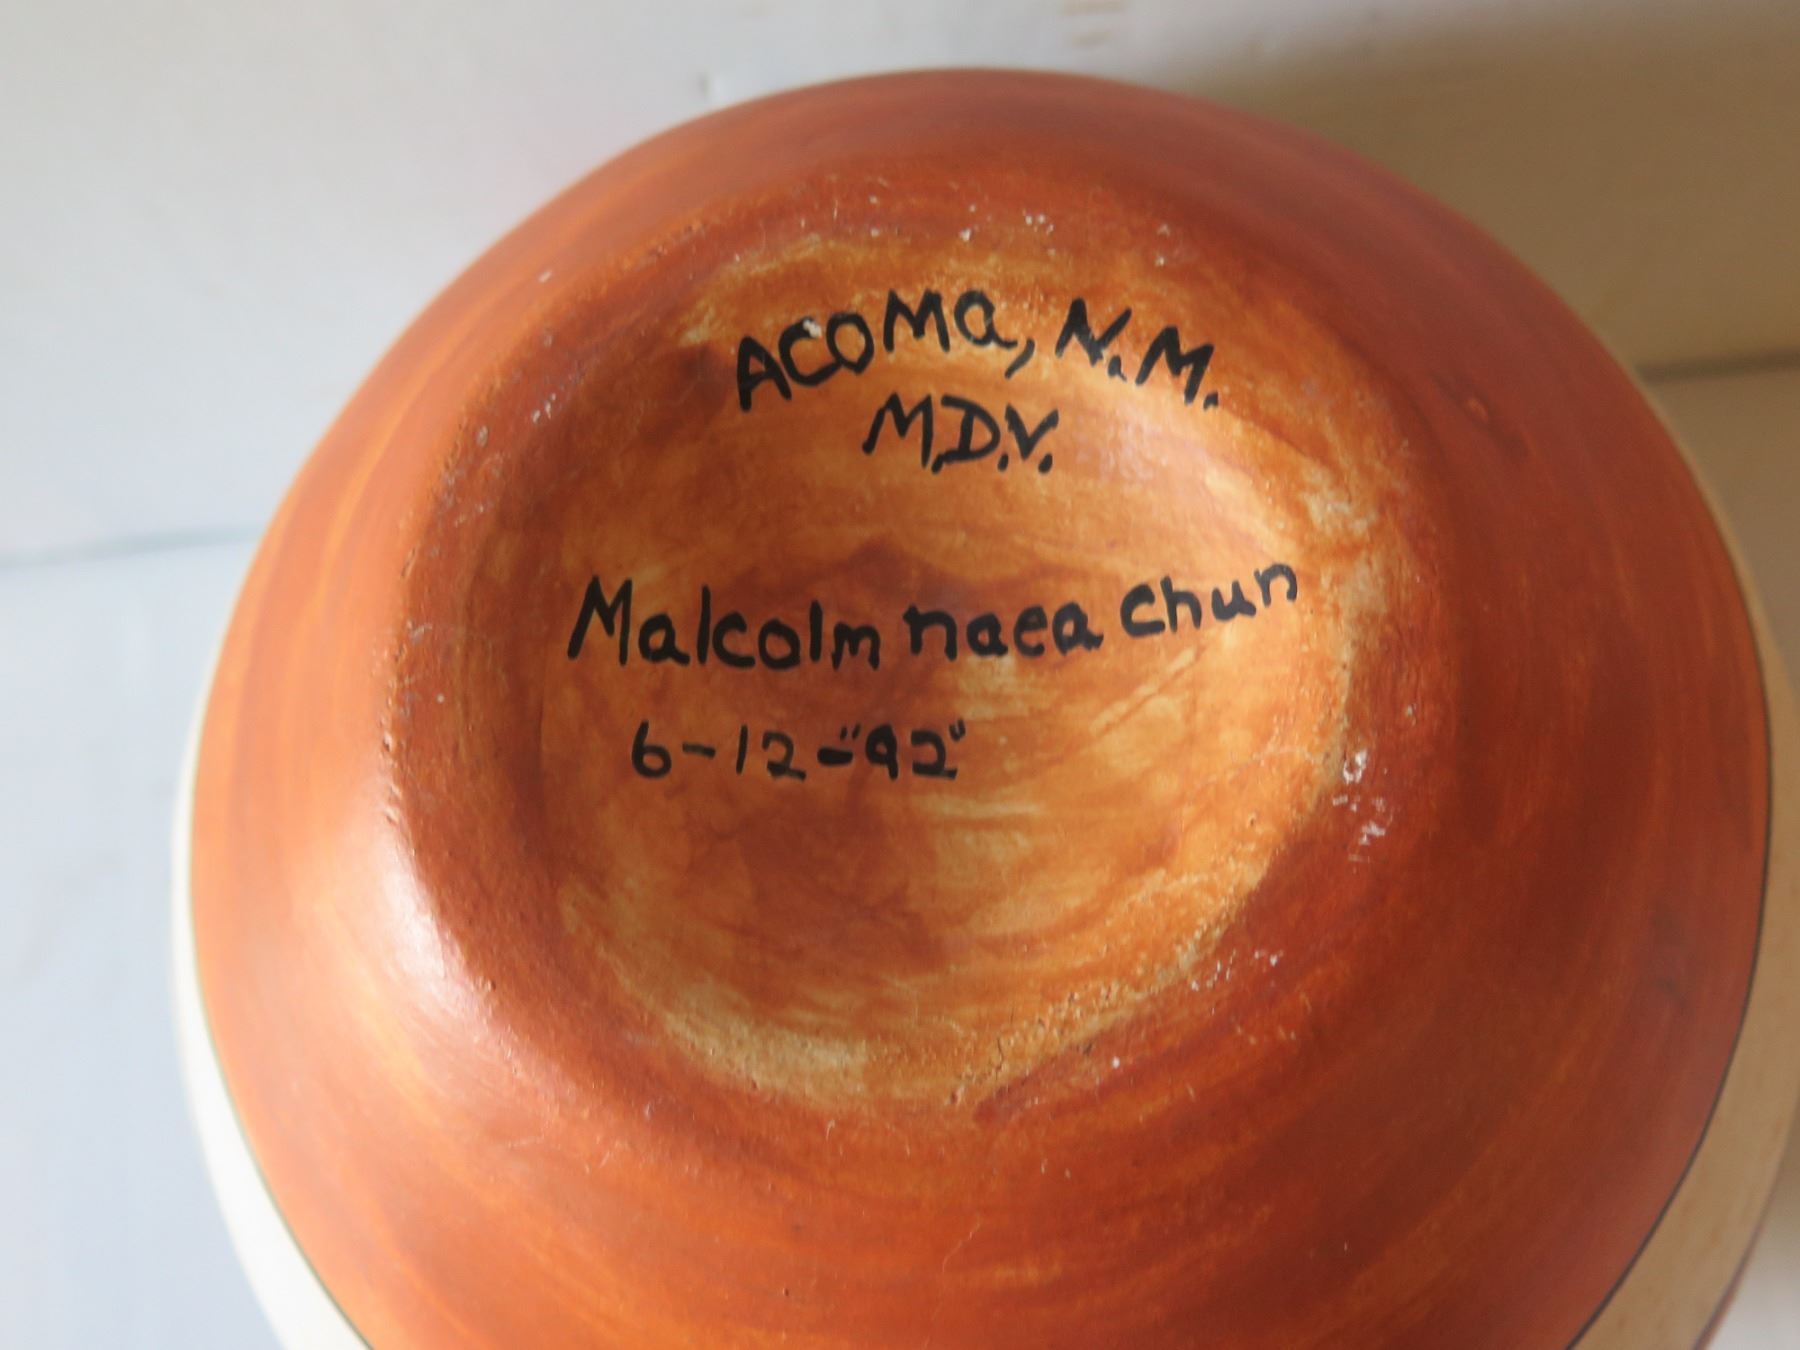 ACOMa, N.M.
M.D.V.
Malcolm naea chun
6-12-"92"